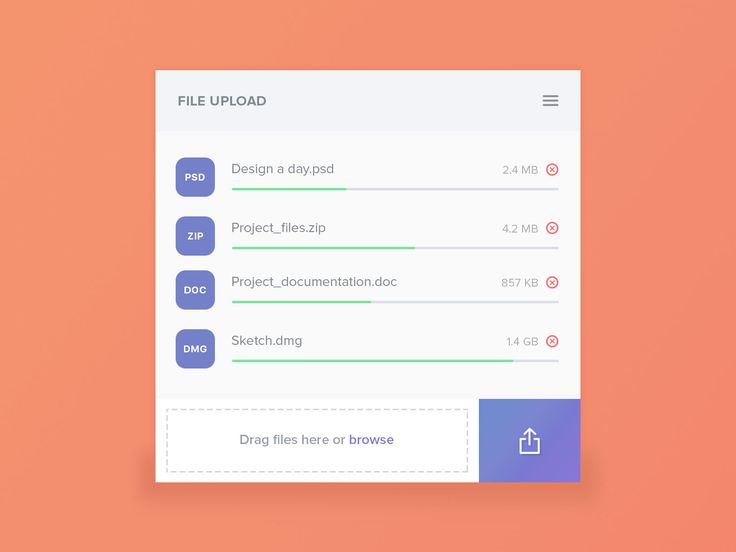 FILE UPLOAD
PSD Design a day.psd 2.4 MB
ZIP Project_files.zip 4.2 MB
DOC Project_documentation.doc 857 KB
DMG Sketch.dmg 1.4 GB
Drag files here or browse